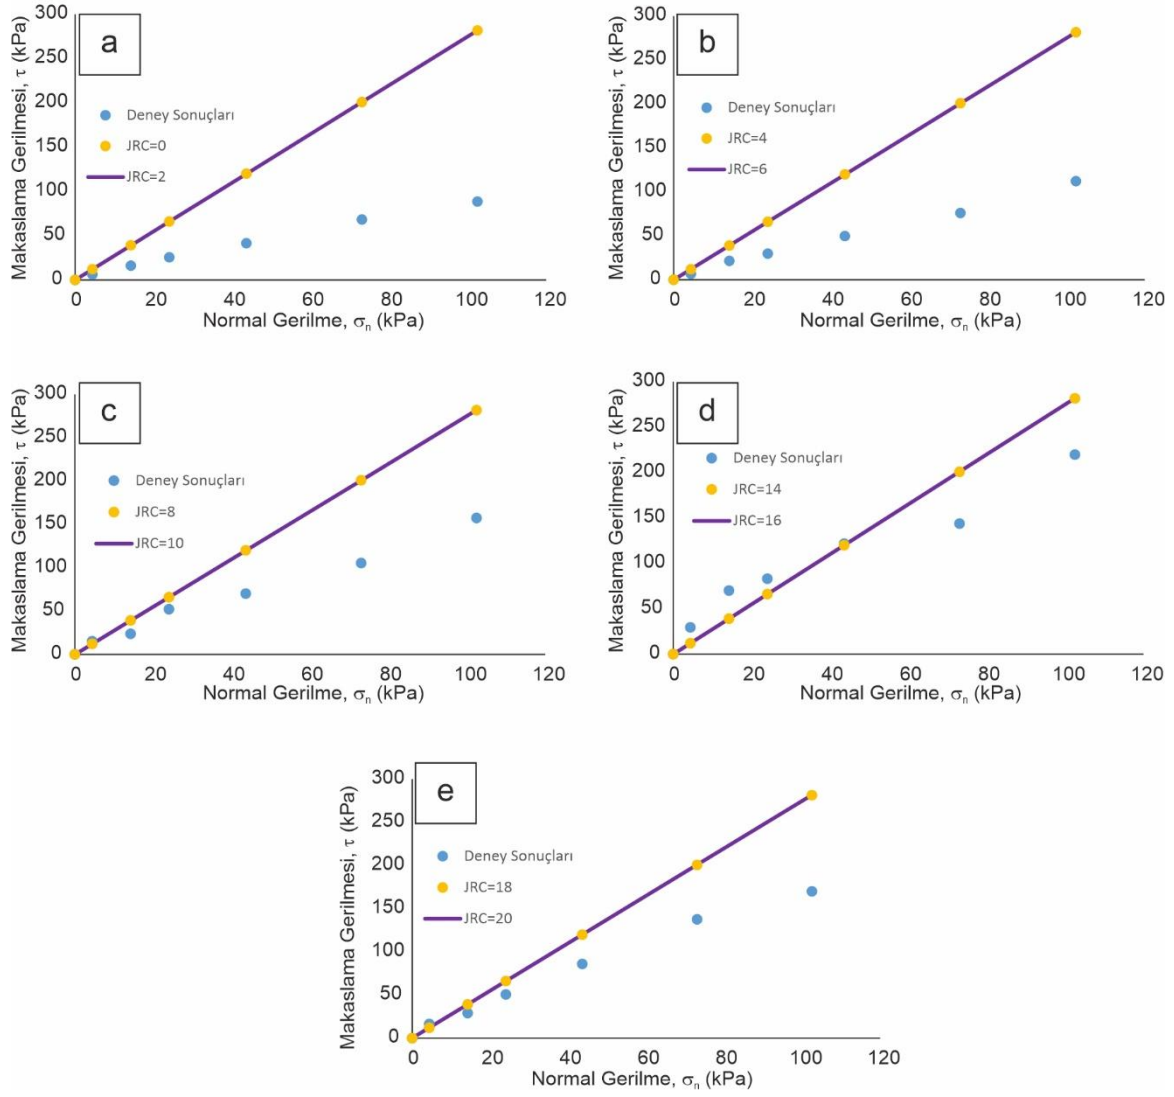 a
Makaslama Gerilmesi, τ (kPa)
300
250
200
150
100
50
0
Deney Sonuçları
JRC=0
JRC=2
0 20 40 60 80 100 120
Normal Gerilme, σn (kPa)
b
Makaslama Gerilmesi, τ (kPa)
300
250
200
150
100
50
0
Deney Sonuçları
JRC=4
JRC=6
0 20 40 60 80 100 120
Normal Gerilme, σn (kPa)
c
Makaslama Gerilmesi, τ (kPa)
300
250
200
150
100
50
0
Deney Sonuçları
JRC=8
JRC=10
0 20 40 60 80 100 120
Normal Gerilme, σn (kPa)
d
Makaslama Gerilmesi, τ (kPa)
300
250
200
150
100
50
0
Deney Sonuçları
JRC=14
JRC=16
0 20 40 60 80 100 120
Normal Gerilme, σn (kPa)
e
Makaslama Gerilmesi, τ (kPa)
300
250
200
150
100
50
0
Deney Sonuçları
JRC=18
JRC=20
0 20 40 60 80 100 120
Normal Gerilme, σn (kPa)